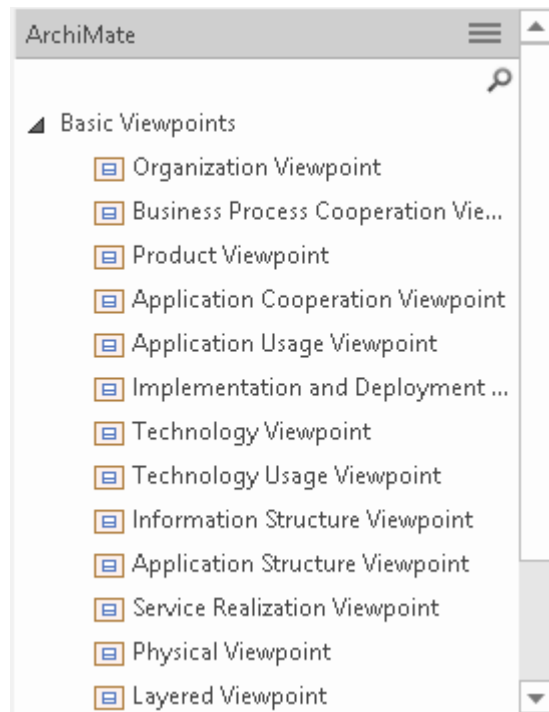 ArchiMate
Basic Viewpoints
Organization Viewpoint
Business Process Cooperation Vie...
Product Viewpoint
Application Cooperation Viewpoint
Application Usage Viewpoint
Implementation and Deployment ...
Technology Viewpoint
Technology Usage Viewpoint
Information Structure Viewpoint
Application Structure Viewpoint
Service Realization Viewpoint
Physical Viewpoint
Layered Viewpoint